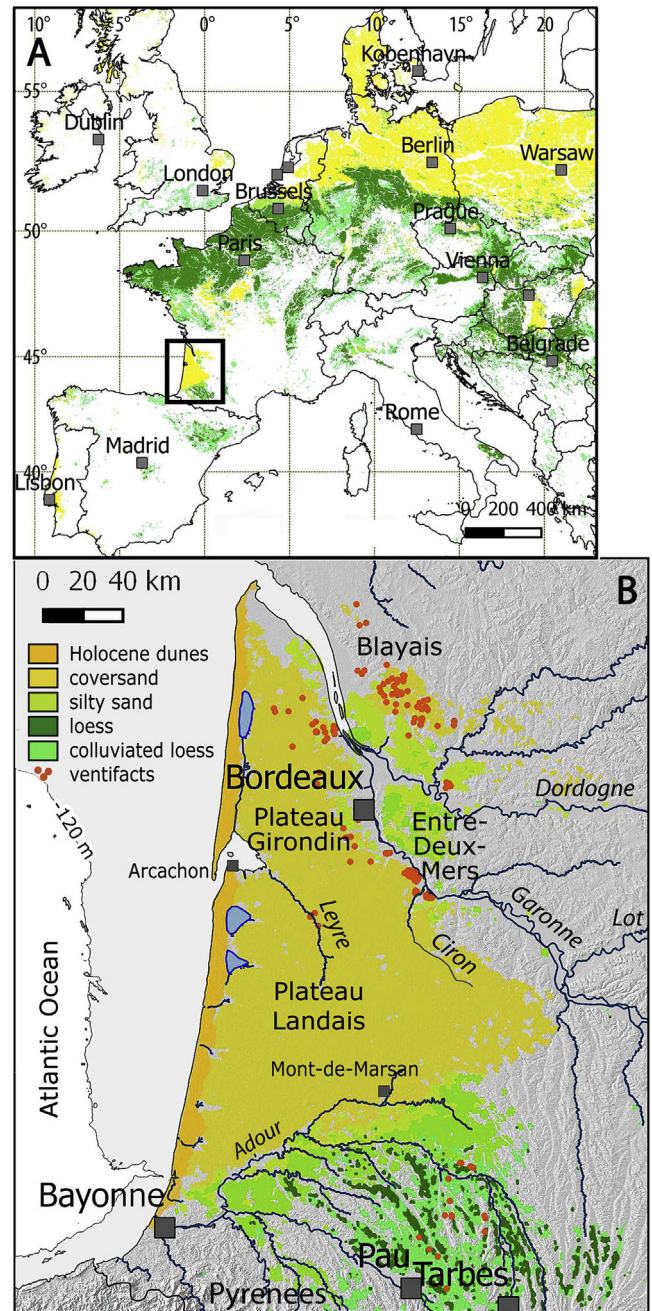 A
10° 5° 0° 5° 10° 15° 20°
København
55°
Dublin
Berlin
Warsaw
London
Brussels
50°
Prague
Paris
Vienna
45°
Belgrade
Rome
Madrid
40°
Lisbon
0 200 400 km
B
0 20 40 km
Blayais
Holocene dunes
coversand
silty sand
loess
colluviated loess
ventifacts
-120 m
Bordeaux
Dordogne
Plateau
Girondin
Entre-
Deux-
Mers
Arcachon
Garonne
Leyre
Lot
Ciron
Atlantic Ocean
Plateau
Landais
Mont-de-Marsan
Adour
Bayonne
Pau
Tarbes
Pyrenees